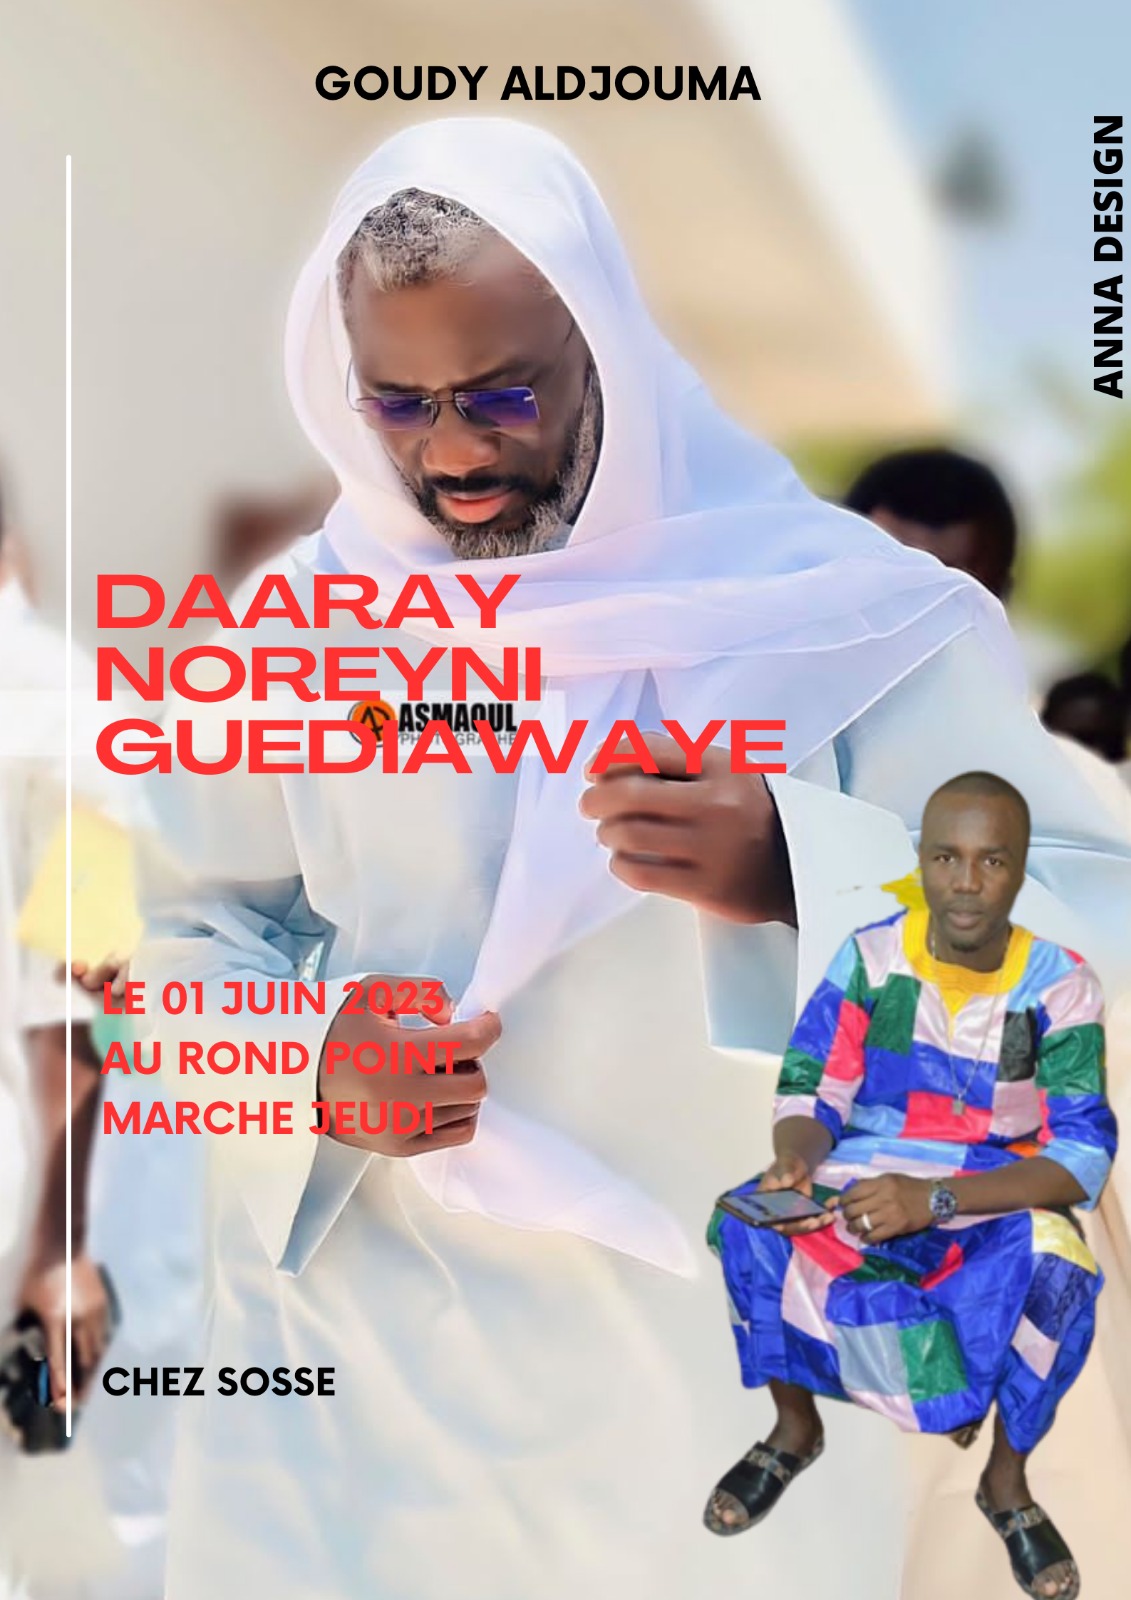 GOUDY ALDJOUMA
ANNA DESIGN
DAARAY
NOREYNI
ASMAOUL
PHOTOGRAPHE
GUEDIAWAYE
LE 01 JUIN 2023
AU ROND POINT
MARCHE JEUDI
CHEZ SOSSE